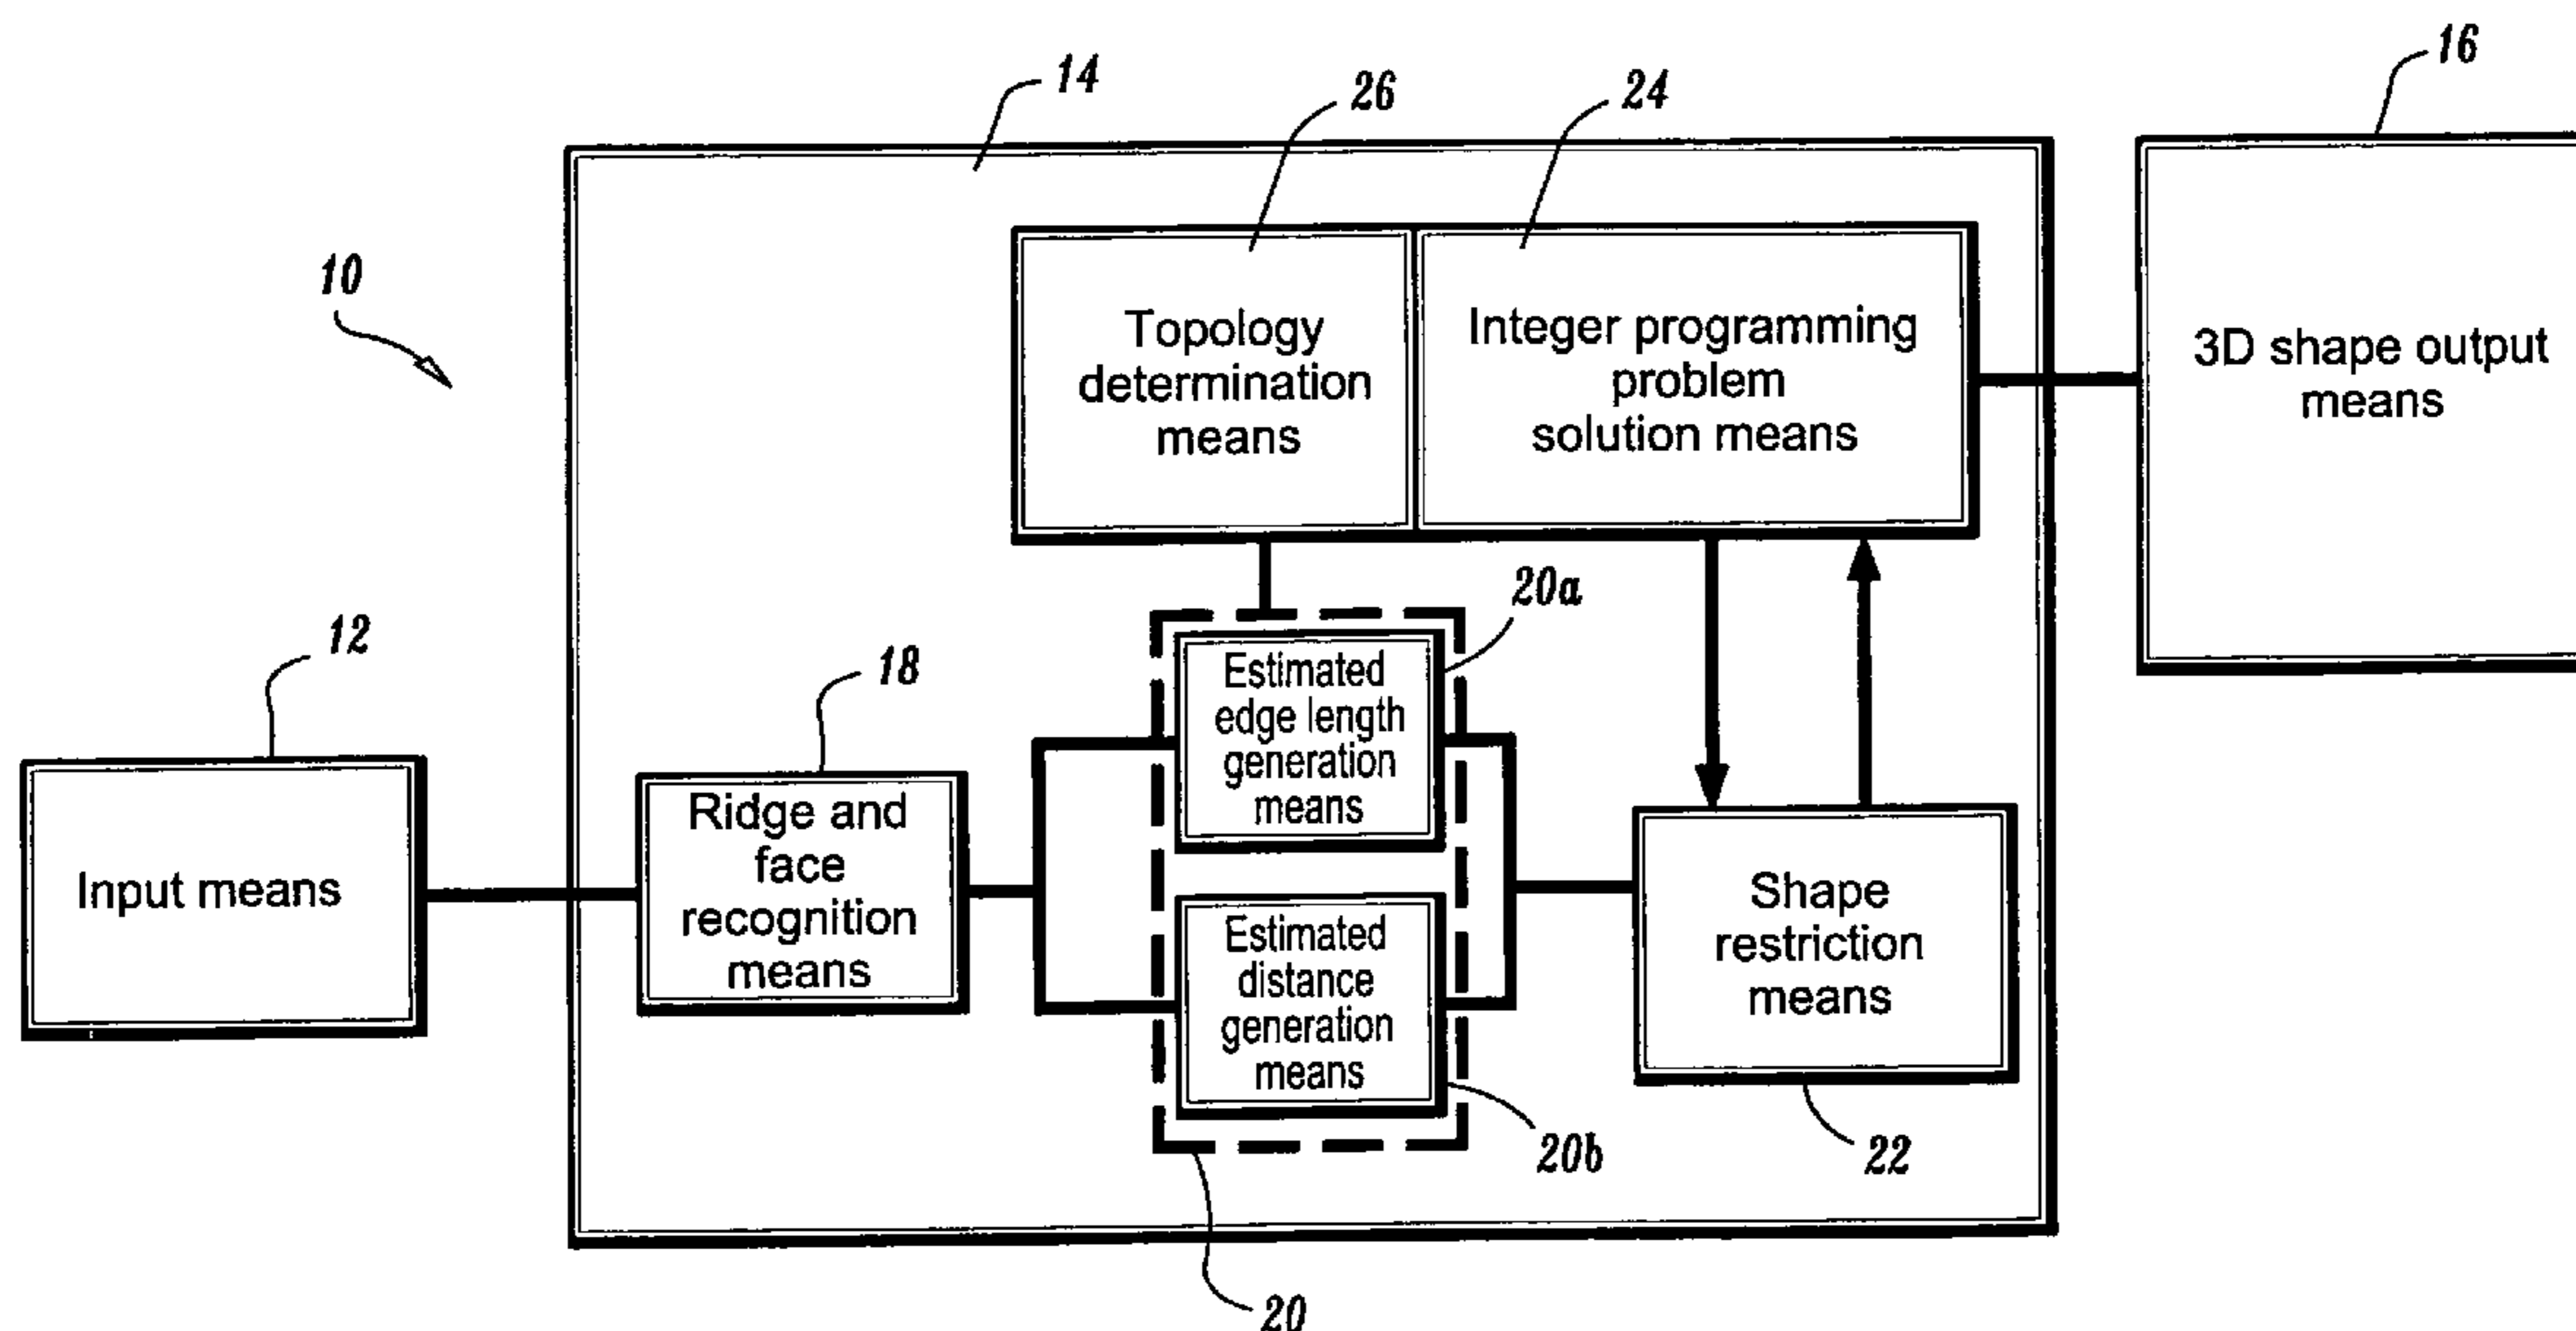 14
26
24
16
10
Topology
determination
means
Integer programming
problem
solution means
3D shape output
means
12
18
20a
Input means
Ridge and
face
recognition
means
Estimated
edge length
generation
means
Estimated
distance
generation
means
Shape
restriction
means
20b
22
20